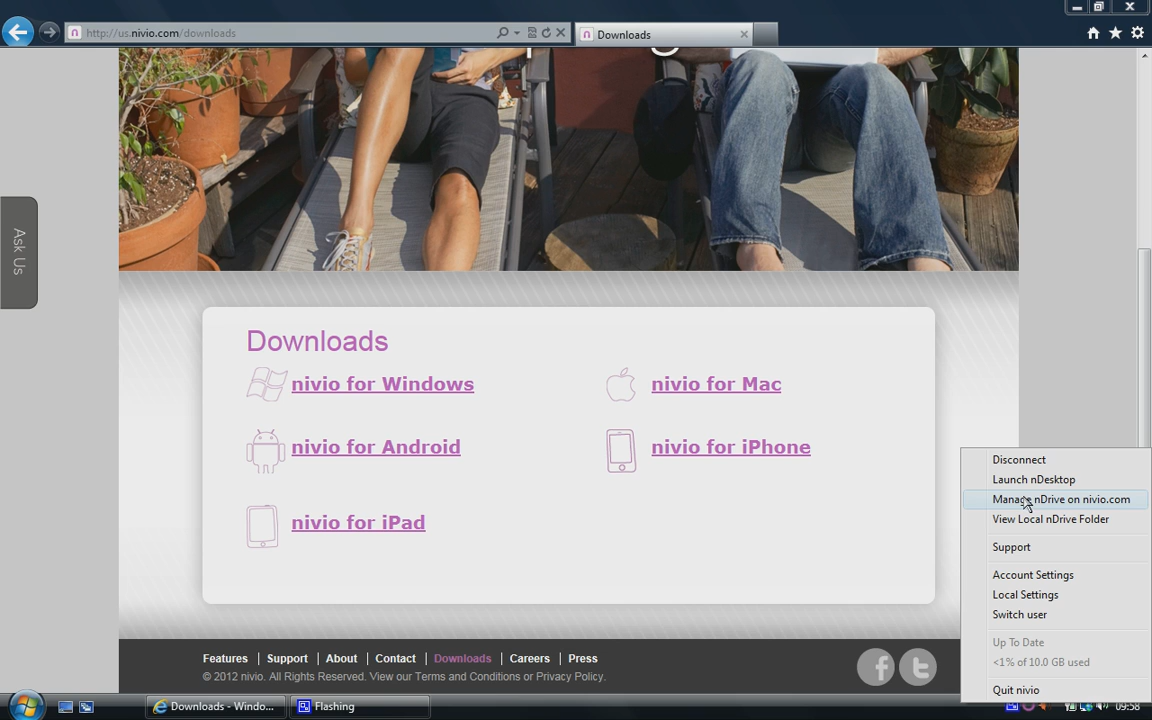 http://us.nivio.com/downloads
Downloads
Ask Us
Downloads
nivio for Windows
nivio for Mac
nivio for Android
nivio for iPhone
nivio for iPad
Disconnect
Launch nDesktop
Manage nDrive on nivio.com
View Local nDrive Folder
Support
Account Settings
Local Settings
Switch user
Up To Date
<1% of 10.0 GB used
Quit nivio
Features | Support | About | Contact | Downloads | Careers | Press
© 2012 nivio. All Rights Reserved. View our Terms and Conditions or Privacy Policy.
Downloads - Windo...
Flashing
09:58